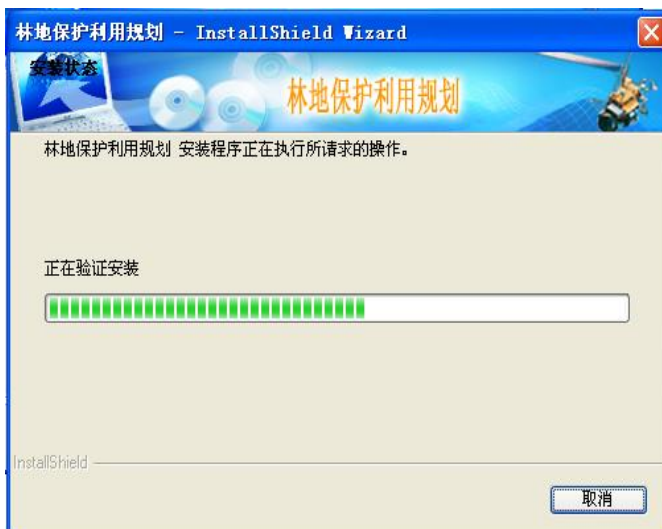 林地保护利用规划 - InstallShield Wizard
安装状态
林地保护利用规划
林地保护利用规划 安装程序正在执行所请求的操作。
正在验证安装
InstallShield
取消